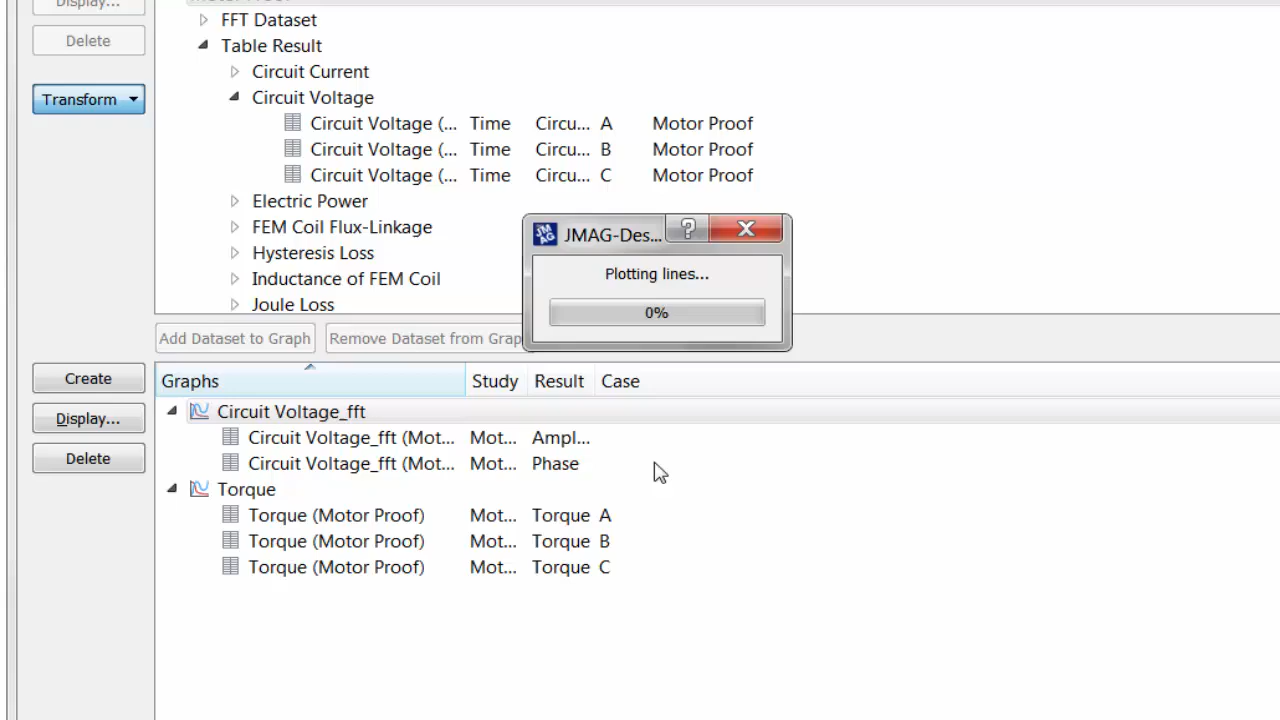 Display...
FFT Dataset
Delete
Table Result
Circuit Current
Transform
Circuit Voltage
Circuit Voltage (... Time Circu... A Motor Proof
Circuit Voltage (... Time Circu... B Motor Proof
Circuit Voltage (... Time Circu... C Motor Proof
Electric Power
FEM Coil Flux-Linkage
JMAG-Des...
Hysteresis Loss
Plotting lines...
Inductance of FEM Coil
Joule Loss
0%
Add Dataset to Graph Remove Dataset from Grap
Create
Graphs Study Result Case
Display...
Circuit Voltage_fft
Circuit Voltage_fft (Mot... Mot... Ampl...
Delete
Circuit Voltage_fft (Mot... Mot... Phase
Torque
Torque (Motor Proof) Mot... Torque A
Torque (Motor Proof) Mot... Torque B
Torque (Motor Proof) Mot... Torque C